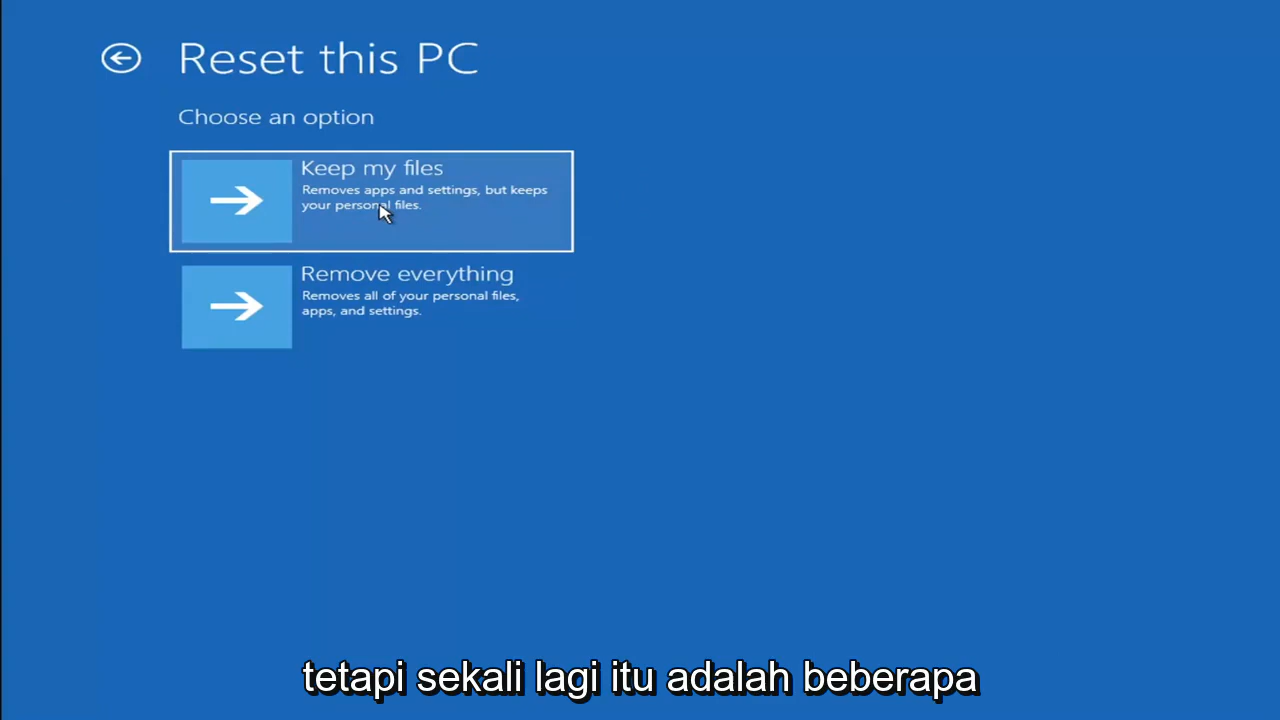 Reset this PC
Choose an option
Keep my files
Removes apps and settings, but keeps
your personal files.
Remove everything
Removes all of your personal files,
apps, and settings.
tetapi sekali lagi itu adalah beberapa